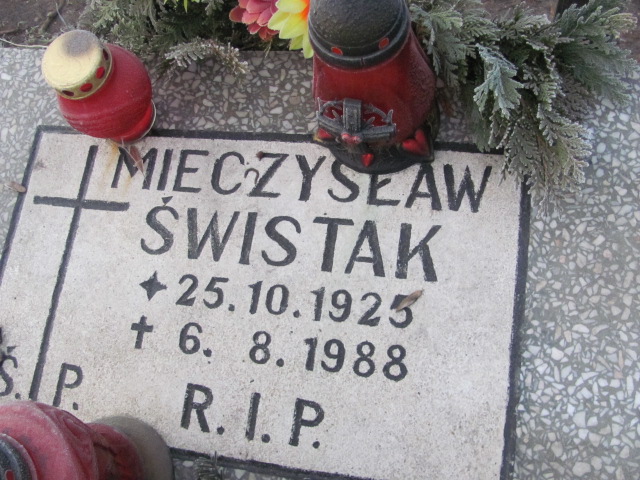 MIECZYSŁAW
ŚWISTAK
25.10.1925
6. 8. 1988
Ś. P.
R.I.P.